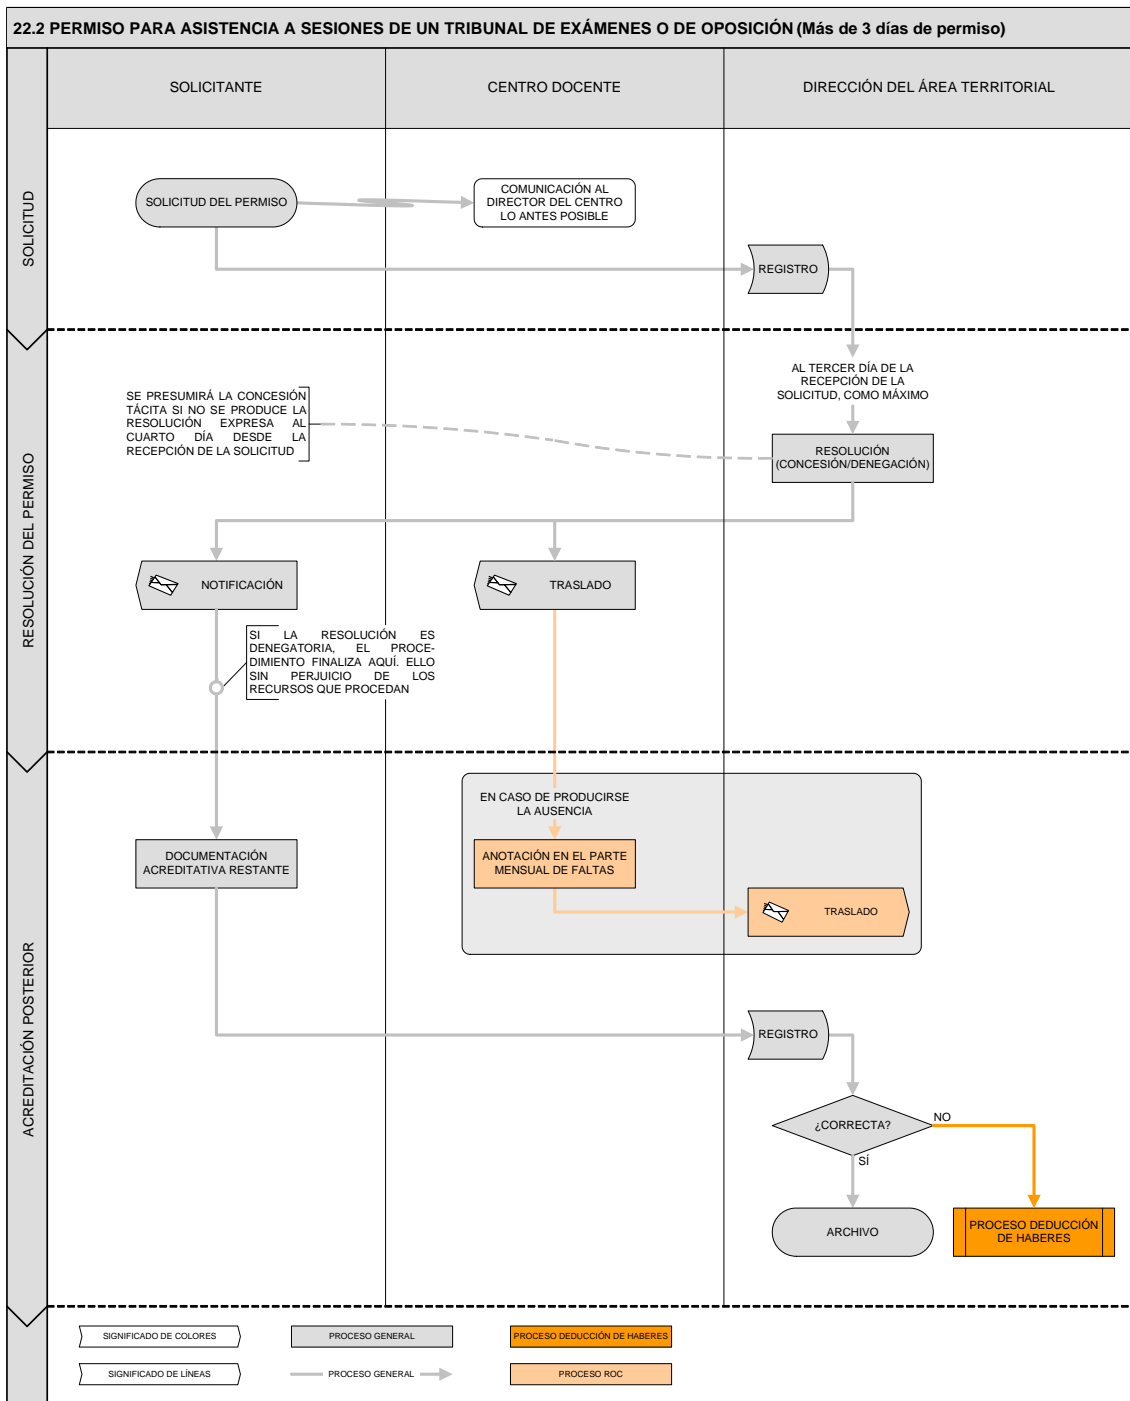 22.2 PERMISO PARA ASISTENCIA A SESIONES DE UN TRIBUNAL DE EXÁMENES O DE OPOSICIÓN (Más de 3 días de permiso)
SOLICITANTE
CENTRO DOCENTE
DIRECCIÓN DEL ÁREA TERRITORIAL
SOLICITUD
SOLICITUD DEL PERMISO
COMUNICACIÓN AL
DIRECTOR DEL CENTRO
LO ANTES POSIBLE
REGISTRO
RESOLUCIÓN DEL PERMISO
AL TERCER DÍA DE LA
RECEPCIÓN DE LA
SOLICITUD, COMO MÁXIMO
SE PRESUMIRÁ LA CONCESIÓN
TÁCITA SI NO SE PRODUCE LA
RESOLUCIÓN EXPRESA AL
CUARTO DÍA DESDE LA
RECEPCIÓN DE LA SOLICITUD
RESOLUCIÓN
(CONCESIÓN/DENEGACIÓN)
NOTIFICACIÓN
TRASLADO
SI LA RESOLUCIÓN ES
DENEGATORIA, EL PROCE-
DIMIENTO FINALIZA AQUÍ. ELLO
SIN PERJUICIO DE LOS
RECURSOS QUE PROCEDAN
ACREDITACIÓN POSTERIOR
EN CASO DE PRODUCIRSE
LA AUSENCIA
DOCUMENTACIÓN
ACREDITATIVA RESTANTE
ANOTACIÓN EN EL PARTE
MENSUAL DE FALTAS
TRASLADO
REGISTRO
¿CORRECTA?
NO
SÍ
ARCHIVO
PROCESO DEDUCCIÓN
DE HABERES
SIGNIFICADO DE COLORES
PROCESO GENERAL
PROCESO DEDUCCIÓN DE HABERES
SIGNIFICADO DE LÍNEAS
PROCESO GENERAL
PROCESO ROC